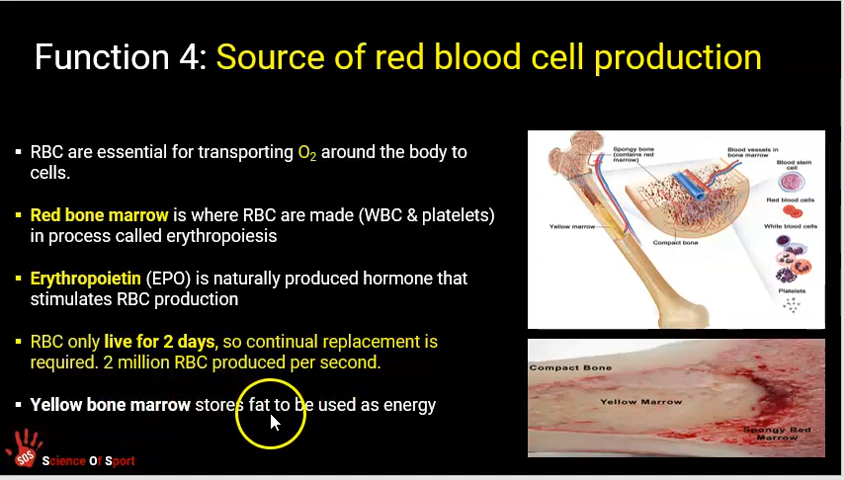 Function 4: Source of red blood cell production
▪ RBC are essential for transporting O₂ around the body to
cells.
▪ Red bone marrow is where RBC are made (WBC & platelets)
in process called erythropoiesis
▪ Erythropoietin (EPO) is naturally produced hormone that
stimulates RBC production
▪ RBC only live for 2 days, so continual replacement is
required. 2 million RBC produced per second.
▪ Yellow bone marrow stores fat to be used as energy
SOS
Science Of Sport
Spongy bone
(contains red
marrow)
Blood vessels in
bone marrow
Blood stem
cell
Red blood cells
White blood cells
Platelets
Yellow marrow
Compact bone
Compact Bone
Yellow Marrow
Spongy Red
Marrow